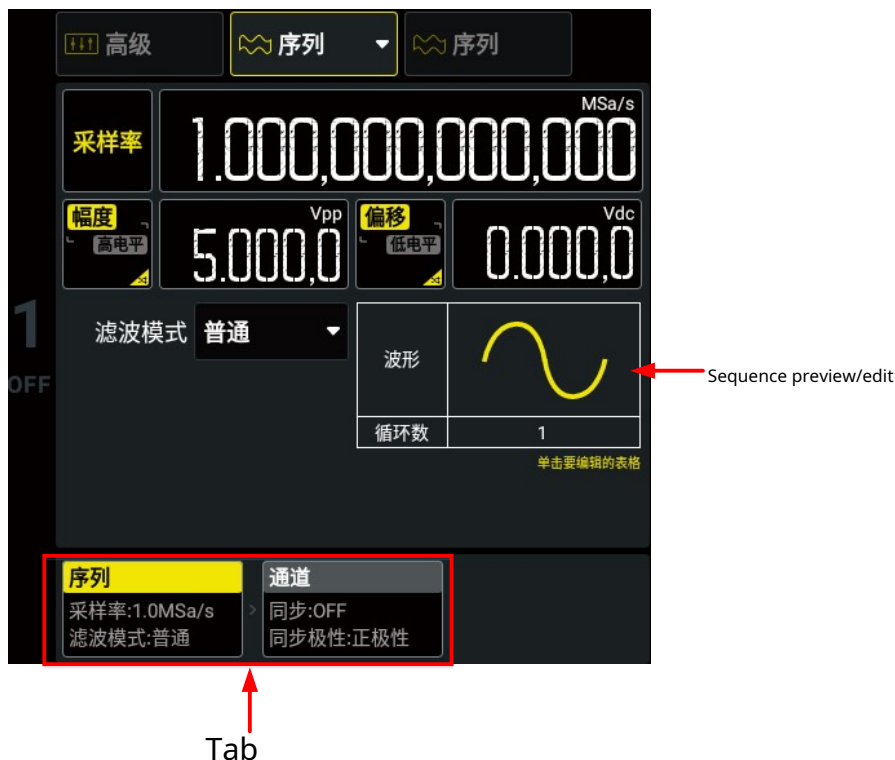 高级
序列
序列
采样率
MSa/s
1.000,000,000,000
幅度
高电平
Vpp
5.000,0
偏移
低电平
Vdc
0.000,0
1
OFF
滤波模式 普通
波形
循环数 1
单击要编辑的表格
Sequence preview/edit
序列
采样率:1.0MSa/s
滤波模式:普通
>
通道
同步:OFF
同步极性:正极性
Tab